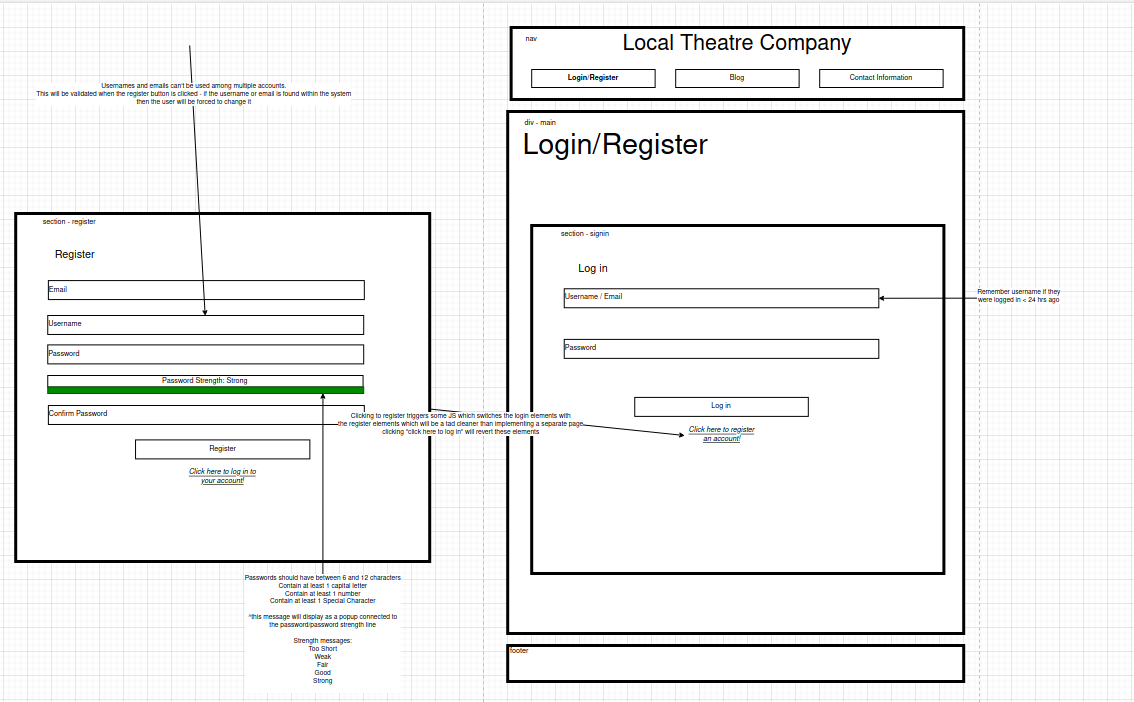 nav
Local Theatre Company
Login/Register
Blog
Contact Information
Usernames and emails can't be used among multiple accounts.
This will be validated when the register button is clicked - if the username or email is found within the system
then the user will be forced to change it
div - main
Login/Register
section - register
Register
Email
Username
Password
Password Strength: Strong
Confirm Password
Register
Click here to log in to
your account!
section - signin
Log in
Username / Email
Password
Log in
Click here to register
an account!
Remember username if they
were logged in < 24 hrs ago
Clicking to register triggers some JS which switches the login elements with
the register elements which will be a tad cleaner than implementing a separate page
clicking "click here to log in" will revert these elements
Passwords should have between 6 and 12 characters
Contain at least 1 capital letter
Contain at least 1 number
Contain at least 1 Special Character
^this message will display as a popup connected to
the password/password strength line
Strength messages:
Too Short
Weak
Fair
Good
Strong
footer